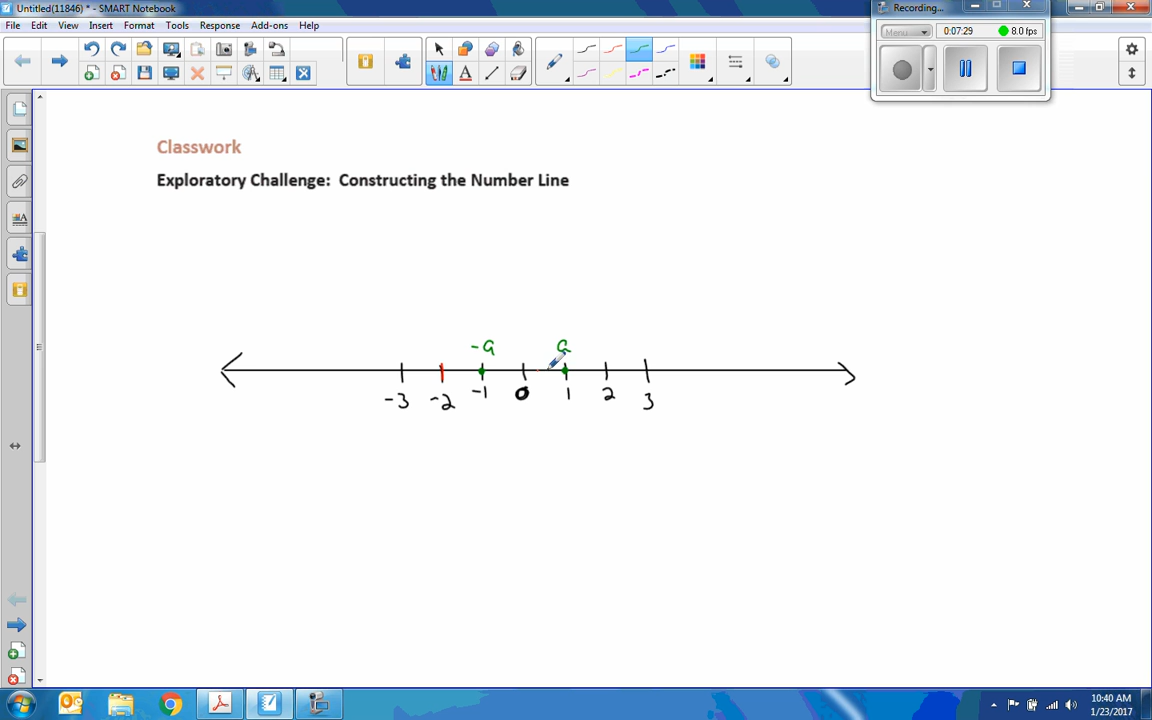 Untitled(11846) * - SMART Notebook
Recording...
File Edit View Insert Format Tools Response Add-ons Help
Menu 0:07:29 8.0 fps
Classwork
Exploratory Challenge: Constructing the Number Line
-a a
-3 -2 -1 0 1 2 3
10:40 AM
1/23/2017